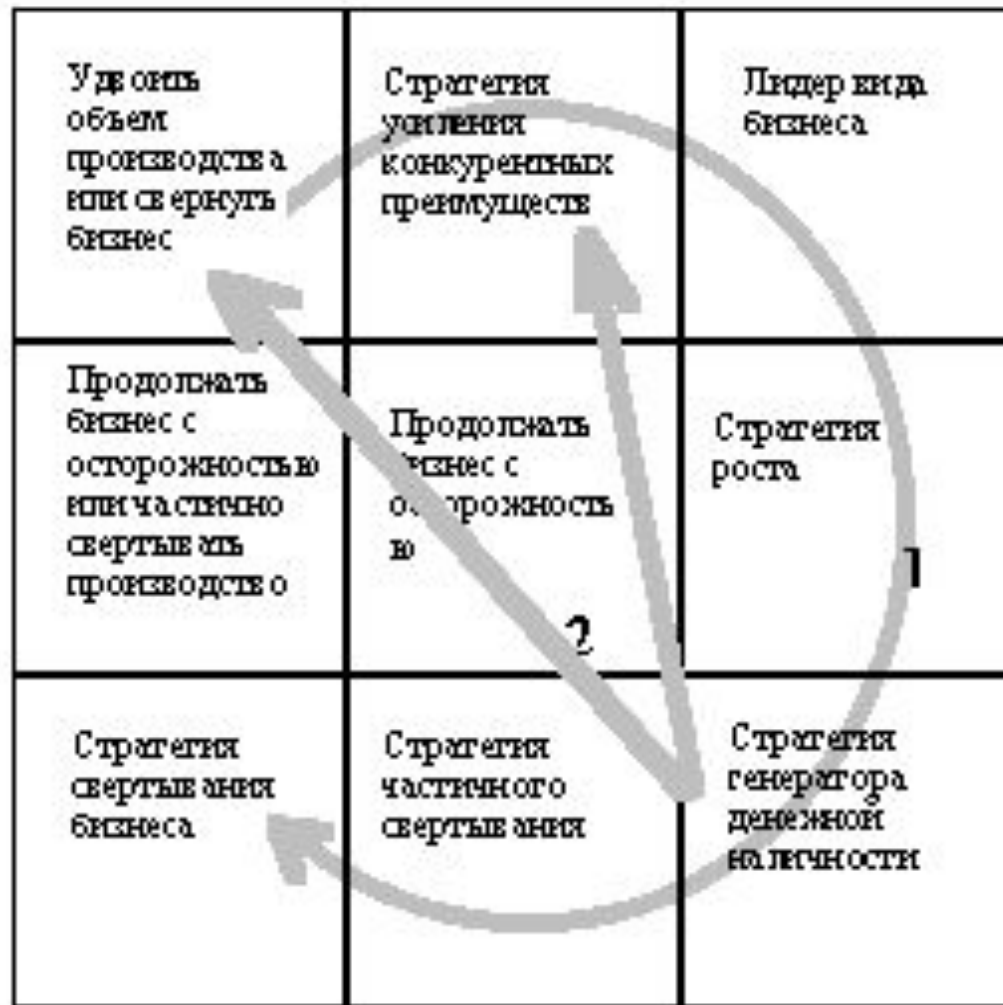 Удвоить
объем
производства
или свернуть
бизнес
Стратегия
усиления
конкурентных
преимуществ
Лидер вида
бизнеса
Продолжать
бизнес с
осторожностью
или частично
свертывать
производство
Продолжать
бизнес с
осторожность
ю
Стратегия
роста
1
2
Стратегия
свертывания
бизнеса
Стратегия
частичного
свертывания
Стратегия
генератора
денежной
наличности